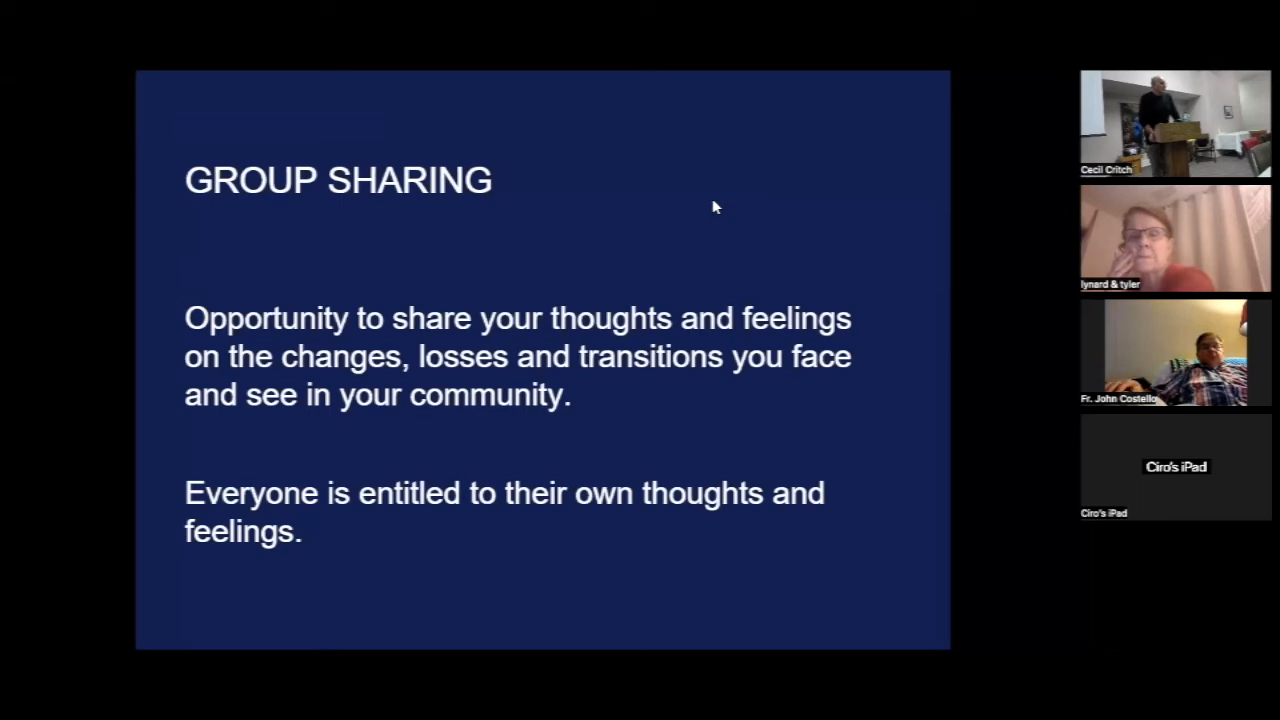 GROUP SHARING
Opportunity to share your thoughts and feelings
on the changes, losses and transitions you face
and see in your community.
Everyone is entitled to their own thoughts and
feelings.
Cecil Critch
lynard & tyler
Fr. John Costello
Ciro's iPad
Ciro's iPad